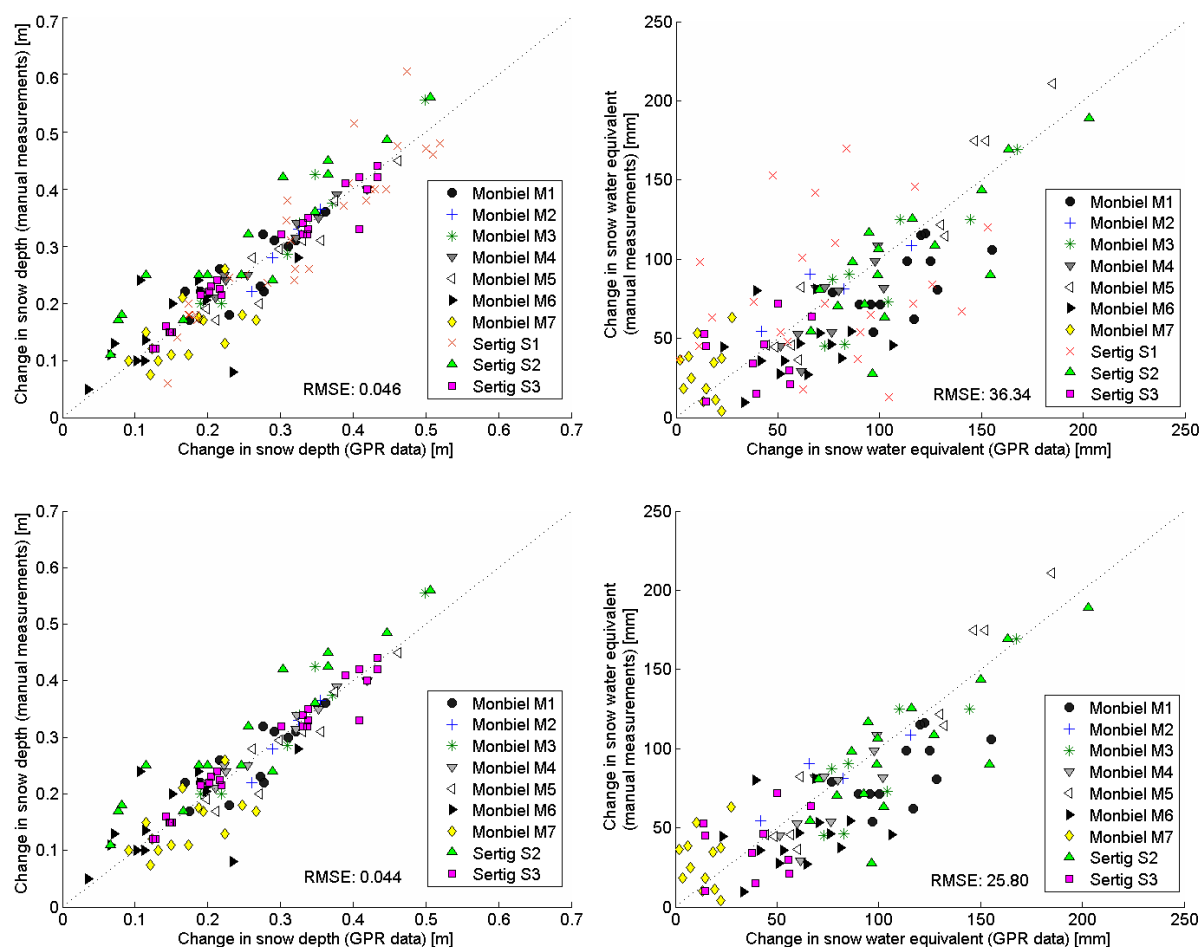 0.7
0.6
0.5
0.4
0.3
0.2
0.1
0
Change in snow depth (manual measurements) [m]
Monbiel M1
Monbiel M2
Monbiel M3
Monbiel M4
Monbiel M5
Monbiel M6
Monbiel M7
Sertig S1
Sertig S2
Sertig S3
RMSE: 0.046
0 0.1 0.2 0.3 0.4 0.5 0.6 0.7
Change in snow depth (GPR data) [m]
250
200
150
100
50
0
Change in snow water equivalent
(manual measurements) [mm]
Monbiel M1
Monbiel M2
Monbiel M3
Monbiel M4
Monbiel M5
Monbiel M6
Monbiel M7
Sertig S1
Sertig S2
Sertig S3
RMSE: 36.34
0 50 100 150 200 250
Change in snow water equivalent (GPR data) [mm]
0.7
0.6
0.5
0.4
0.3
0.2
0.1
0
Change in snow depth (manual measurements) [m]
Monbiel M1
Monbiel M2
Monbiel M3
Monbiel M4
Monbiel M5
Monbiel M6
Monbiel M7
Sertig S2
Sertig S3
RMSE: 0.044
0 0.1 0.2 0.3 0.4 0.5 0.6 0.7
Change in snow depth (GPR data) [m]
250
200
150
100
50
0
Change in snow water equivalent
(manual measurements) [mm]
Monbiel M1
Monbiel M2
Monbiel M3
Monbiel M4
Monbiel M5
Monbiel M6
Monbiel M7
Sertig S2
Sertig S3
RMSE: 25.80
0 50 100 150 200 250
Change in snow water equivalent (GPR data) [mm]